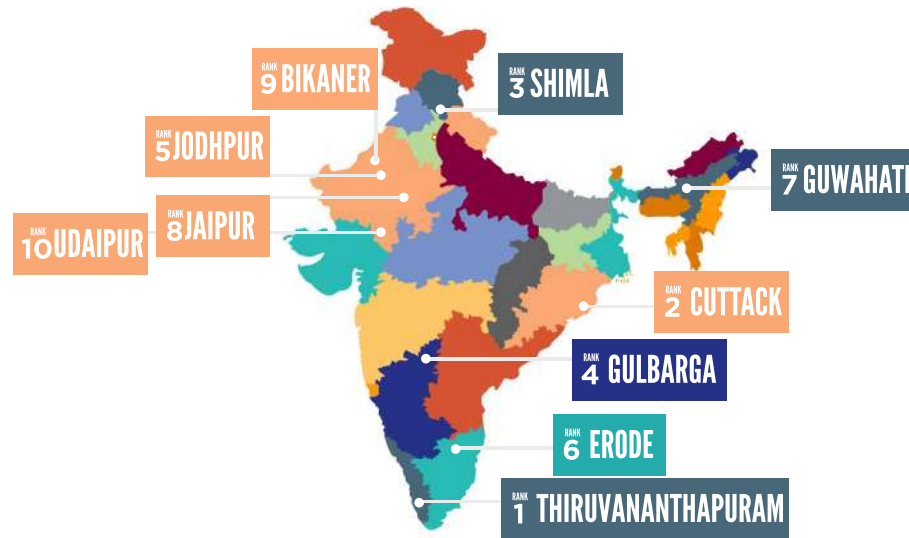 RANK
9 BIKANER
RANK
3 SHIMLA
RANK
5 JODHPUR
RANK
7 GUWAHATI
RANK
8 JAIPUR
RANK
10 UDAIPUR
RANK
2 CUTTACK
RANK
4 GULBARGA
RANK
6 ERODE
RANK
1 THIRUVANANTHAPURAM